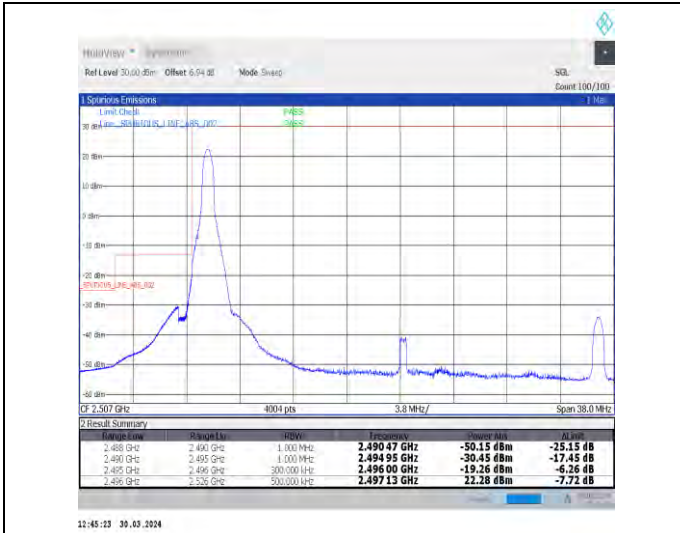 MultiView Spectrum
Ref Level 30.00 dBm Offset 6.94 dB Mode Sweep SGL
Count 100/100
1 Spurious Emissions 1 Max
Limit Check PASS
30 dBm Line _SPURIOUS_LINE_ABS_002 PASS
20 dBm
10 dBm
0 dBm
-10 dBm
-20 dBm
_SPURIOUS_LINE_ABS_002
-30 dBm
-40 dBm
-50 dBm
-60 dBm
CF 2.507 GHz 4004 pts 3.8 MHz/ Span 38.0 MHz
2 Result Summary
Range Low Range Up RBW Frequency Power Abs ΔLimit
2.488 GHz 2.490 GHz 1.000 MHz 2.490 47 GHz -50.15 dBm -25.15 dB
2.490 GHz 2.495 GHz 1.000 MHz 2.494 95 GHz -30.45 dBm -17.45 dB
2.495 GHz 2.496 GHz 300.000 kHz 2.496 00 GHz -19.26 dBm -6.26 dB
2.496 GHz 2.526 GHz 500.000 kHz 2.497 13 GHz 22.28 dBm -7.72 dB
12:45:23 30.03.2024